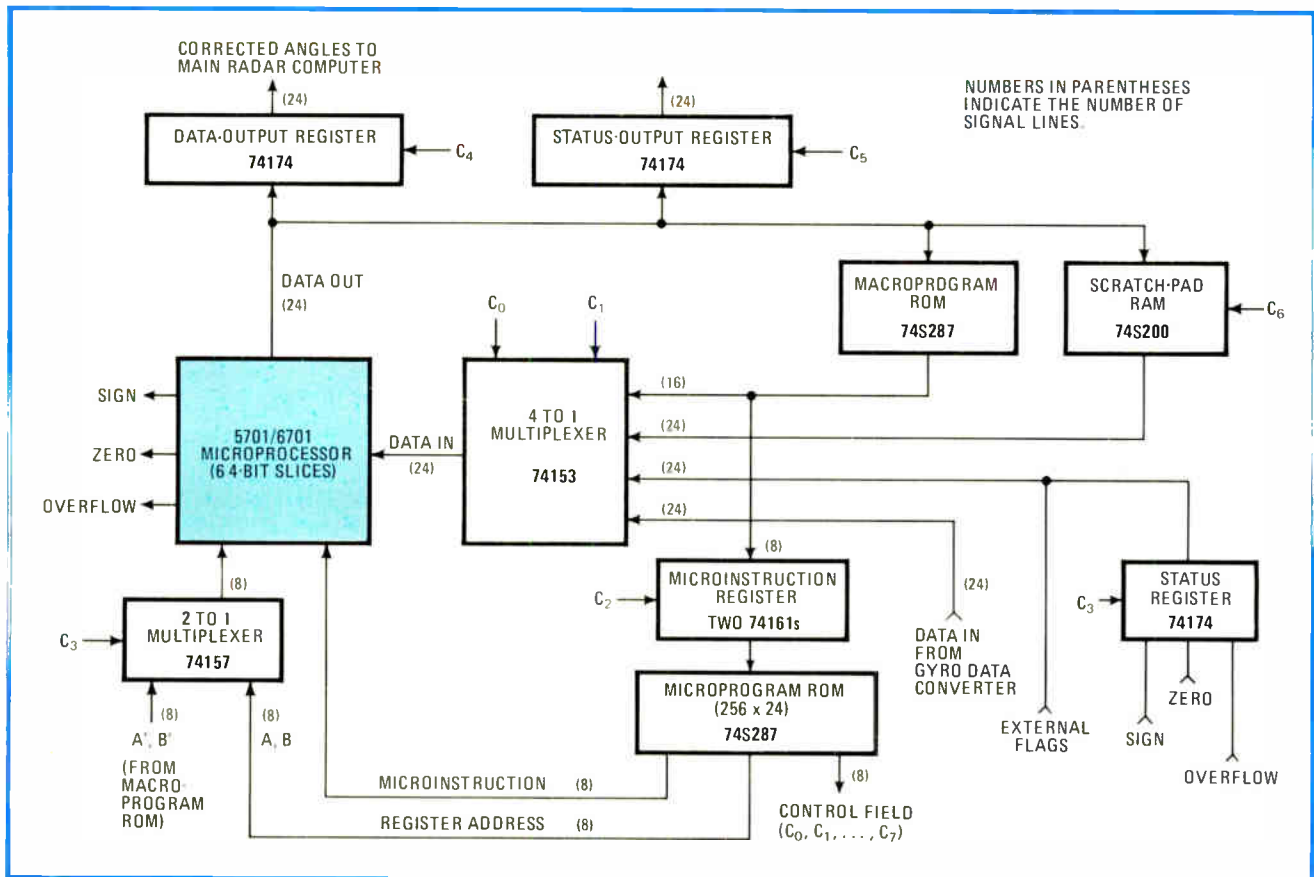 CORRECTED ANGLES TO
MAIN RADAR COMPUTER
(24)
DATA-OUTPUT REGISTER
74174
C4
(24)
STATUS-OUTPUT REGISTER
74174
C5
NUMBERS IN PARENTHESES
INDICATE THE NUMBER OF
SIGNAL LINES.
DATA OUT
(24)
C0
C1
MACROPRDGRAM
ROM
74S287
SCRATCH-PAD
RAM
74S200
C6
SIGN
ZERO
OVERFLOW
5701/6701
MICROPROCESSOR
(6 4-BIT SLICES)
DATA IN
(24)
4 TO 1
MULTIPLEXER
74153
(16)
(24)
(24)
(24)
(8)
(8)
2 TO 1
MULTIPLEXER
74157
C3
(8)
A', B'
(FROM
MACRO-
PROGRAM
ROM)
(8)
A, B
C2
MICROINSTRUCTION
REGISTER
TWO 74161s
MICROPROGRAM ROM
(256 x 24)
74S287
MICROINSTRUCTION (8)
REGISTER ADDRESS (8)
(8)
CONTROL FIELD
(C0, C1, . . . , C7)
(24)
DATA IN
FROM
GYRO DATA
CONVERTER
EXTERNAL
FLAGS
C3
STATUS
REGISTER
74174
SIGN
ZERO
OVERFLOW